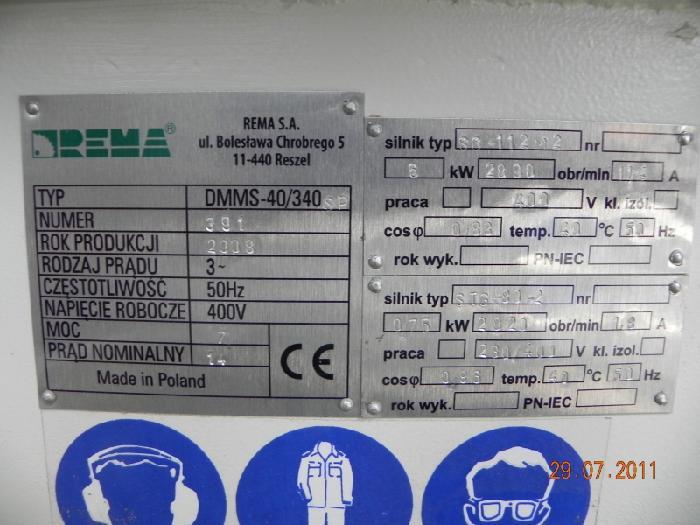 REMA®
REMA S.A.
ul. Bolesława Chrobrego 5
11-440 Reszel
TYP DMMS-40/340
NUMER 391
ROK PRODUKCJI 2008
RODZAJ PRĄDU 3~
CZĘSTOTLIWOŚĆ 50Hz
NAPIĘCIE ROBOCZE 400V
MOC 7
PRĄD NOMINALNY 14
Made in Poland
CE
silnik typ nr
kW obr/min A
praca 400 V kl. izol.
cosφ temp. °C 50 Hz
rok wyk. PN-IEC
silnik typ nr
0,75 kW 2820 obr/min A
praca 230/400 V kl. izol.
cosφ temp. °C 50 Hz
rok wyk. PN-IEC
29.07.2011